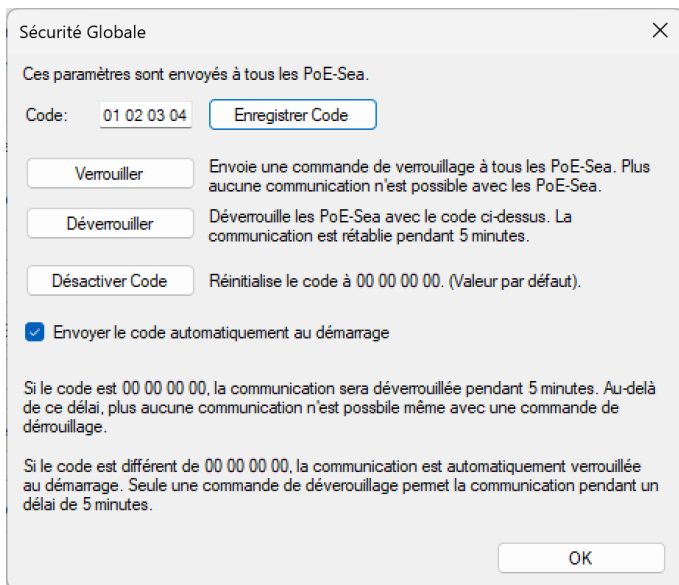 Sécurité Globale
Ces paramètres sont envoyés à tous les PoE-Sea.
Code: 01 02 03 04 Enregistrer Code
Verrouiller
Envoie une commande de verrouillage à tous les PoE-Sea. Plus
aucune communication n'est possible avec les PoE-Sea.
Déverrouiller
Déverrouille les PoE-Sea avec le code ci-dessus. La
communication est rétablie pendant 5 minutes.
Désactiver Code
Réinitialise le code à 00 00 00 00. (Valeur par défaut).
Envoyer le code automatiquement au démarrage
Si le code est 00 00 00 00, la communication sera déverrouillée pendant 5 minutes. Au-delà
de ce délai, plus aucune communication n'est possbile même avec une commande de
dérrouillage.
Si le code est différent de 00 00 00 00, la communication est automatiquement verrouillée
au démarrage. Seule une commande de déverouillage permet la communication pendant un
délai de 5 minutes.
OK